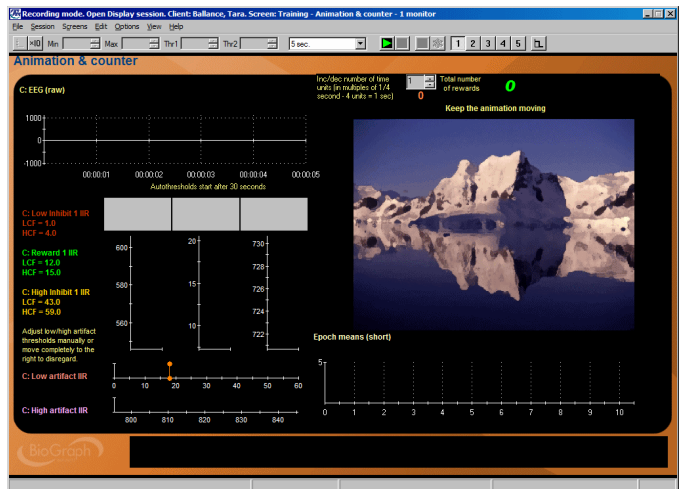 Recording mode. Open Display session. Client: Ballance, Tara. Screen: Training - Animation & counter - 1 monitor
File Session Screens Edit Options View Help
×10 Min Max Thr1 Thr2 5 sec. 1 2 3 4 5
Animation & counter
Inc/dec number of time
units (in multiples of 1/4
second - 4 units = 1 sec)
1
0
Total number
of rewards
0
C: EEG (raw)
Keep the animation moving
1000
0
-1000
00:00:01 00:00:02 00:00:03 00:00:04 00:00:05
Autothresholds start after 30 seconds
C: Low Inhibit 1 IIR
LCF = 1.0
HCF = 4.0
C: Reward 1 IIR
LCF = 12.0
HCF = 15.0
C: High Inhibit 1 IIR
LCF = 43.0
HCF = 59.0
600
580
560
20
15
10
730
728
726
724
722
Adjust low/high artifact
thresholds manually or
move completely to the
right to disregard.
C: Low artifact IIR
0 10 20 30 40 50 60
C: High artifact IIR
800 810 820 830 840
Epoch means (short)
5
0 1 2 3 4 5 6 7 8 9 10
BioGraph